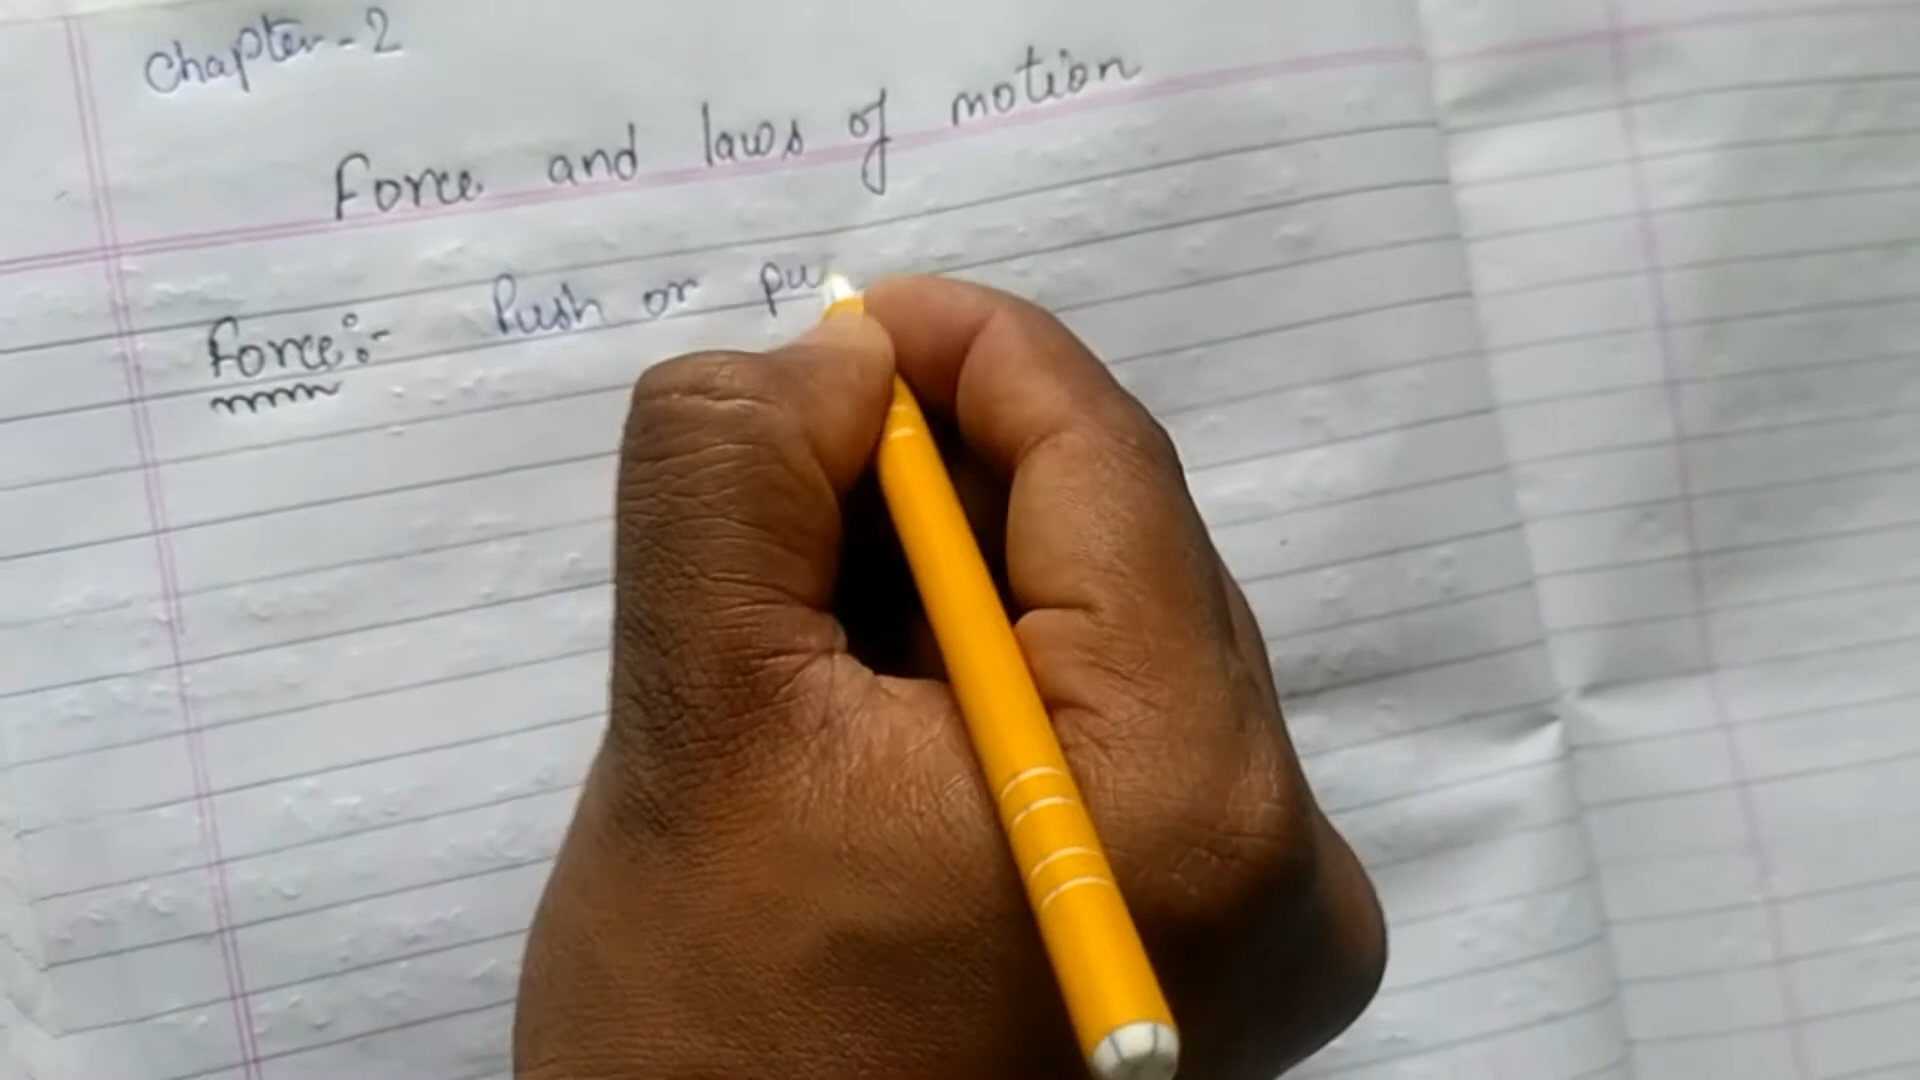 Chapter-2
Force and laws of motion
Force:- Push or pu